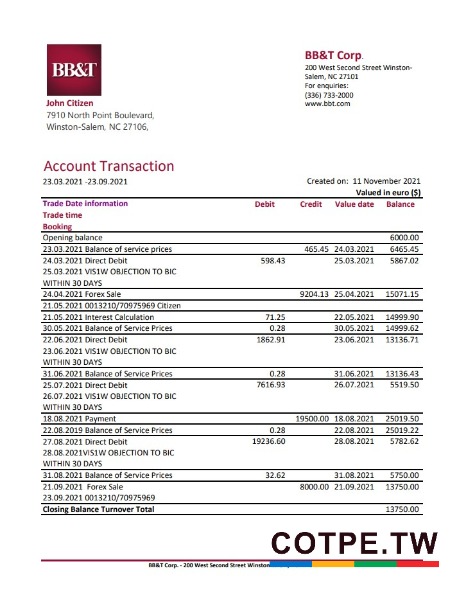 BB&T
BB&T Corp.
200 West Second Street Winston-
Salem, NC 27101
For enquiries:
(336) 733-2000
www.bbt.com
John Citizen
7910 North Point Boulevard,
Winston-Salem, NC 27106,
Account Transaction
23.03.2021 -23.09.2021 Created on: 11 November 2021
Valued in euro ($)
Trade Date information Debit Credit Value date Balance
Trade time
Booking
Opening balance 6000.00
23.03.2021 Balance of service prices 465.45 24.03.2021 6465.45
24.03.2021 Direct Debit 598.43 25.03.2021 5867.02
25.03.2021 VIS1W OBJECTION TO BIC
WITHIN 30 DAYS
24.04.2021 Forex Sale 9204.13 25.04.2021 15071.15
21.05.2021 0013210/70975969 Citizen
21.05.2021 Interest Calculation 71.25 22.05.2021 14999.90
30.05.2021 Balance of Service Prices 0.28 30.05.2021 14999.62
22.06.2021 Direct Debit 1862.91 23.06.2021 13136.71
23.06.2021 VIS1W OBJECTION TO BIC
WITHIN 30 DAYS
31.06.2021 Balance of Service Prices 0.28 31.06.2021 13136.43
25.07.2021 Direct Debit 7616.93 26.07.2021 5519.50
26.07.2021 VIS1W OBJECTION TO BIC
WITHIN 30 DAYS
18.08.2021 Payment 19500.00 18.08.2021 25019.50
22.08.2019 Balance of Service Prices 0.28 22.08.2021 25019.22
27.08.2021 Direct Debit 19236.60 28.08.2021 5782.62
28.08.2021VIS1W OBJECTION TO BIC
WITHIN 30 DAYS
31.08.2021 Balance of Service Prices 32.62 31.08.2021 5750.00
21.09.2021 Forex Sale 8000.00 21.09.2021 13750.00
23.09.2021 0013210/70975969
Closing Balance Turnover Total 13750.00
COTPE.TW
BB&T Corp. - 200 West Second Street